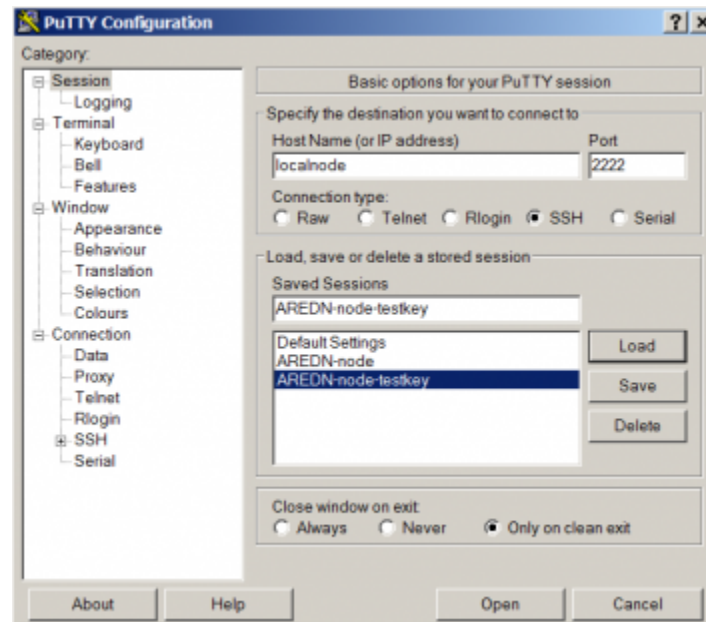 PuTTY Configuration
Category:
Session
Logging
Terminal
Keyboard
Bell
Features
Window
Appearance
Behaviour
Translation
Selection
Colours
Connection
Data
Proxy
Telnet
Rlogin
SSH
Serial
Basic options for your PuTTY session
Specify the destination you want to connect to
Host Name (or IP address) Port
localnode 2222
Connection type:
Raw Telnet Rlogin SSH Serial
Load, save or delete a stored session
Saved Sessions
AREDN-node-testkey
Default Settings
AREDN-node
AREDN-node-testkey
Load
Save
Delete
Close window on exit:
Always Never Only on clean exit
About Help Open Cancel